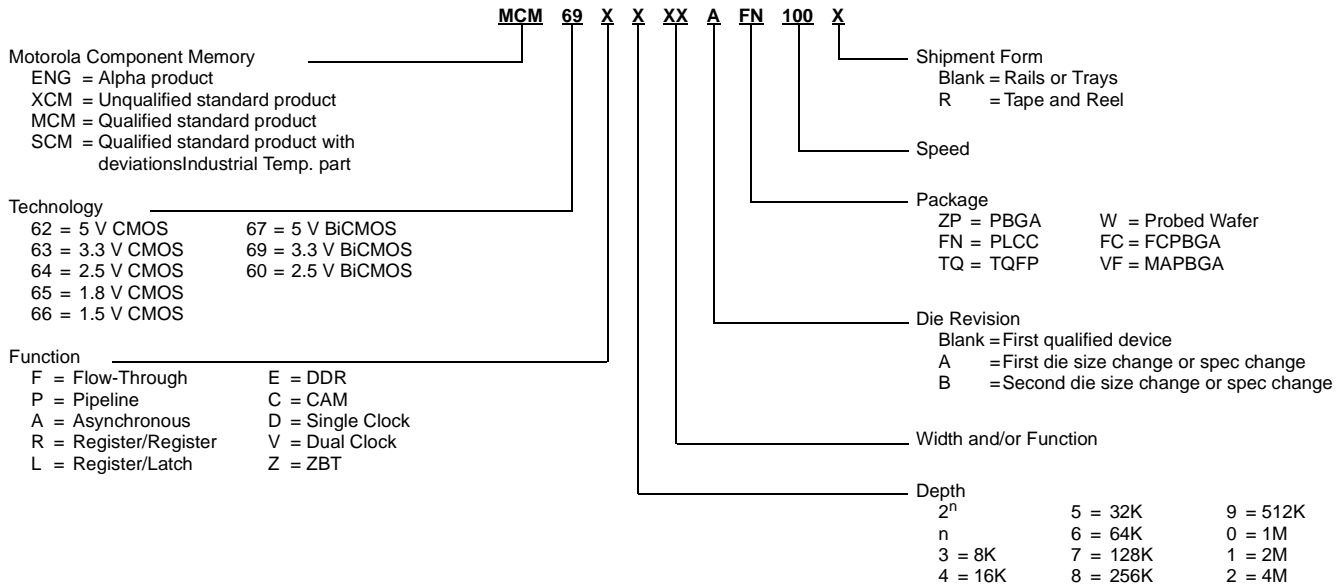 MCM 69 X X XX A FN 100 X
Motorola Component Memory
ENG = Alpha product
XCM = Unqualified standard product
MCM = Qualified standard product
SCM = Qualified standard product with
deviationsIndustrial Temp. part
Technology
62 = 5 V CMOS 67 = 5 V BiCMOS
63 = 3.3 V CMOS 69 = 3.3 V BiCMOS
64 = 2.5 V CMOS 60 = 2.5 V BiCMOS
65 = 1.8 V CMOS
66 = 1.5 V CMOS
Function
F = Flow-Through E = DDR
P = Pipeline C = CAM
A = Asynchronous D = Single Clock
R = Register/Register V = Dual Clock
L = Register/Latch Z = ZBT
Shipment Form
Blank = Rails or Trays
R = Tape and Reel
Speed
Package
ZP = PBGA W = Probed Wafer
FN = PLCC FC = FCPBGA
TQ = TQFP VF = MAPBGA
Die Revision
Blank = First qualified device
A = First die size change or spec change
B = Second die size change or spec change
Width and/or Function
Depth
2ⁿ 5 = 32K 9 = 512K
n 6 = 64K 0 = 1M
3 = 8K 7 = 128K 1 = 2M
4 = 16K 8 = 256K 2 = 4M